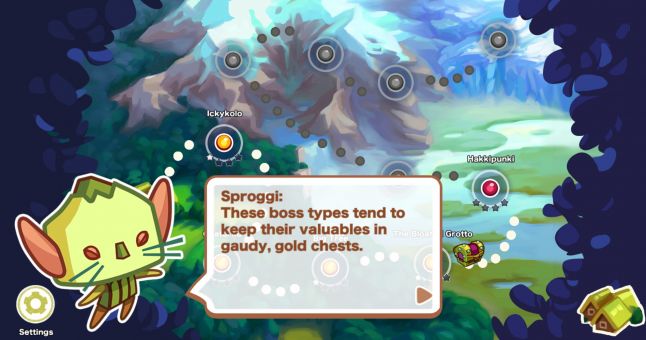 Ickykolo
Hakkipunki
Sproggi:
These boss types tend to
keep their valuables in
gaudy, gold chests.
Grotto
Settings